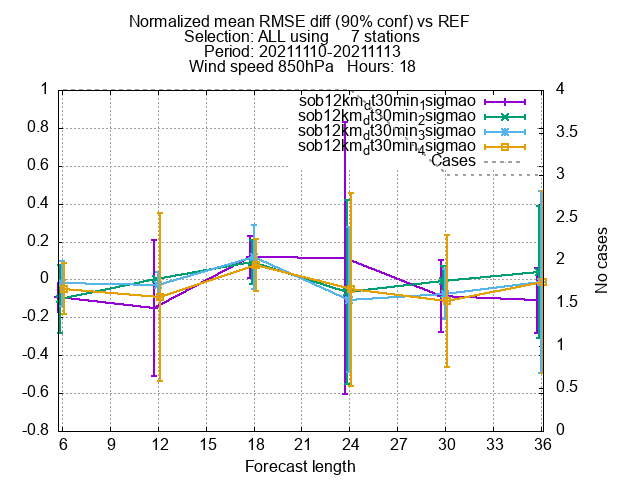 Normalized mean RMSE diff (90% conf) vs REF
Selection: ALL using 7 stations
Period: 20211110-20211113
Wind speed 850hPa Hours: 18
sob12km_dt30min_1sigmao
sob12km_dt30min_2sigmao
sob12km_dt30min_3sigmao
sob12km_dt30min_4sigmao
Cases
1
0.8
0.6
0.4
0.2
0
-0.2
-0.4
-0.6
-0.8
4
3.5
3
2.5
2
1.5
1
0.5
0
No cases
6 9 12 15 18 21 24 27 30 33 36
Forecast length